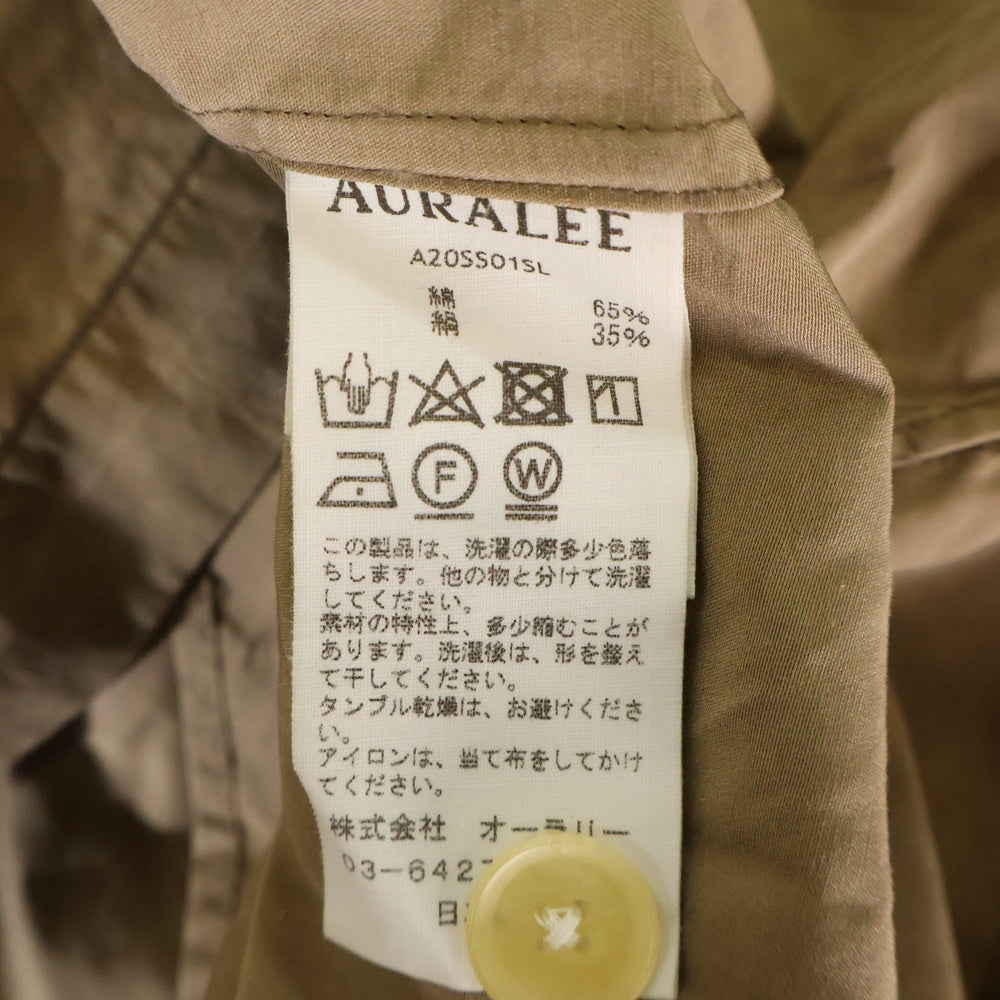 AURALEE
A20SS01SL
綿 65%
絹 35%
F W
この製品は、洗濯の際多少色落
ちします。他の物と分けて洗濯
してください。
素材の特性上、多少縮むことが
あります。洗濯後は、形を整え
て干してください。
タンブル乾燥は、お避けくださ
い。
アイロンは、当て布をしてかけ
てください。
株式会社 オーラリー
03-642
日